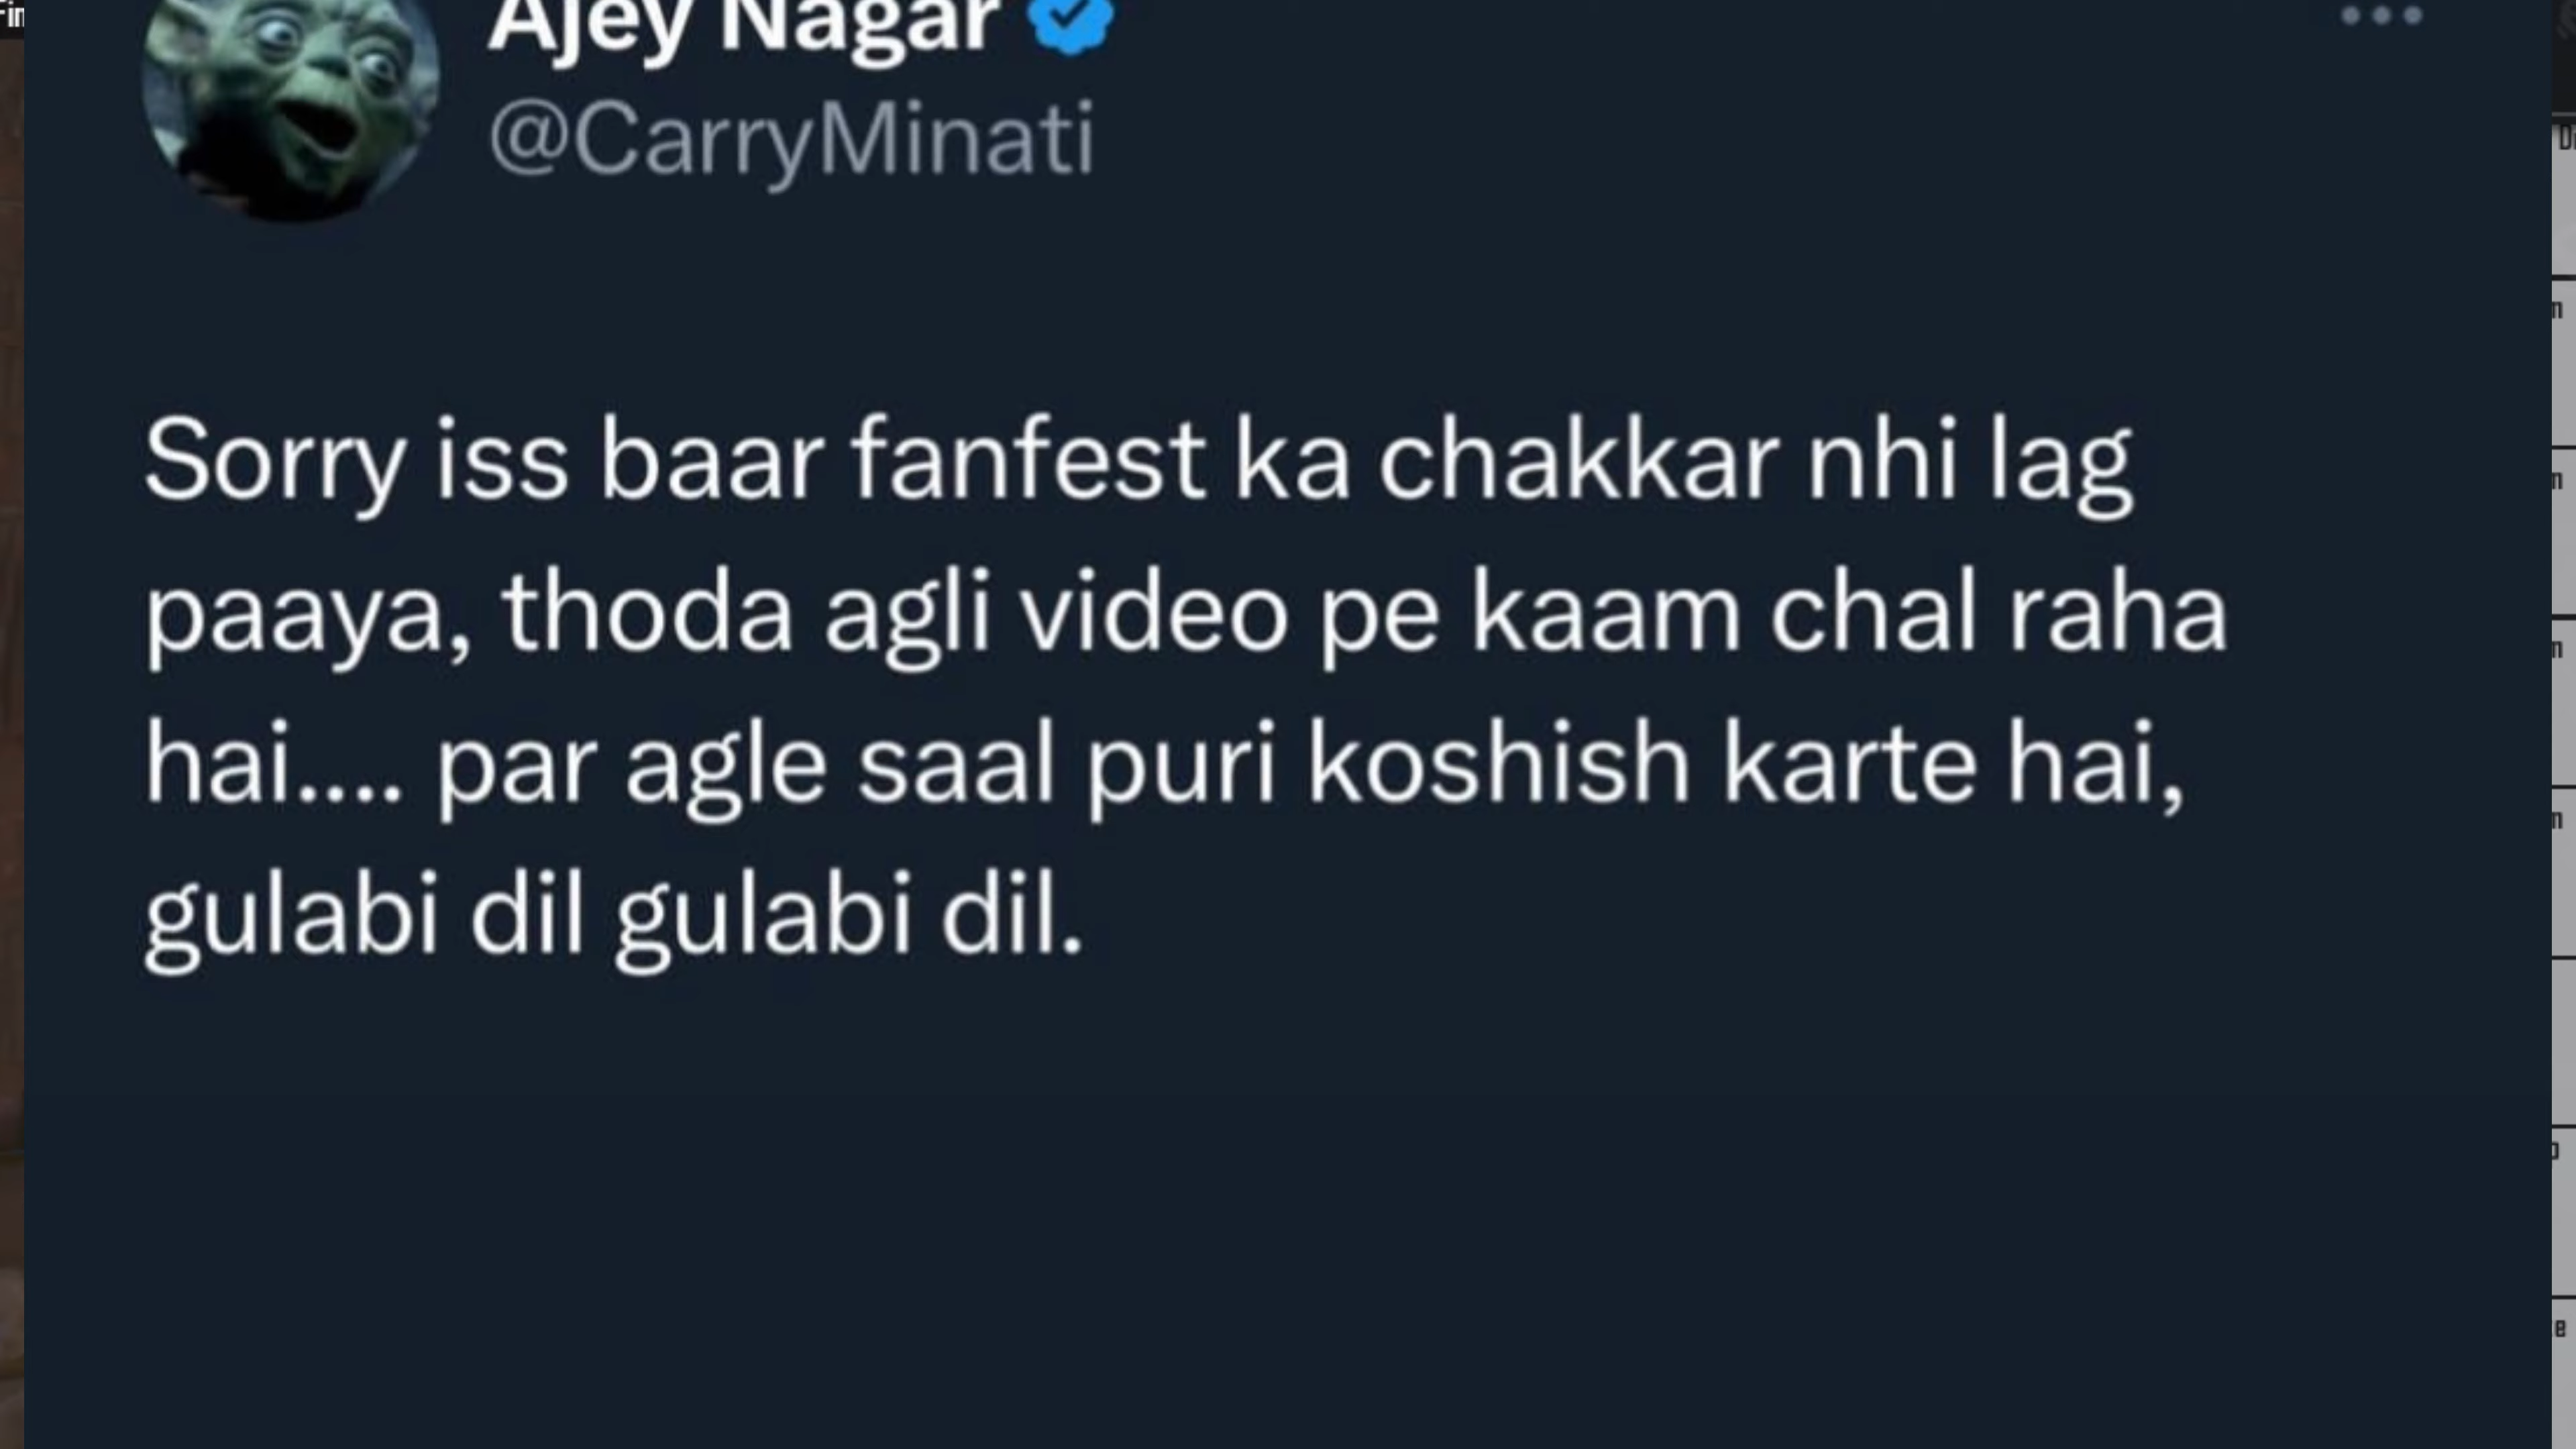 Ajey Nagar
@CarryMinati
Sorry iss baar fanfest ka chakkar nhi lag
paaya, thoda agli video pe kaam chal raha
hai.... par agle saal puri koshish karte hai,
gulabi dil gulabi dil.